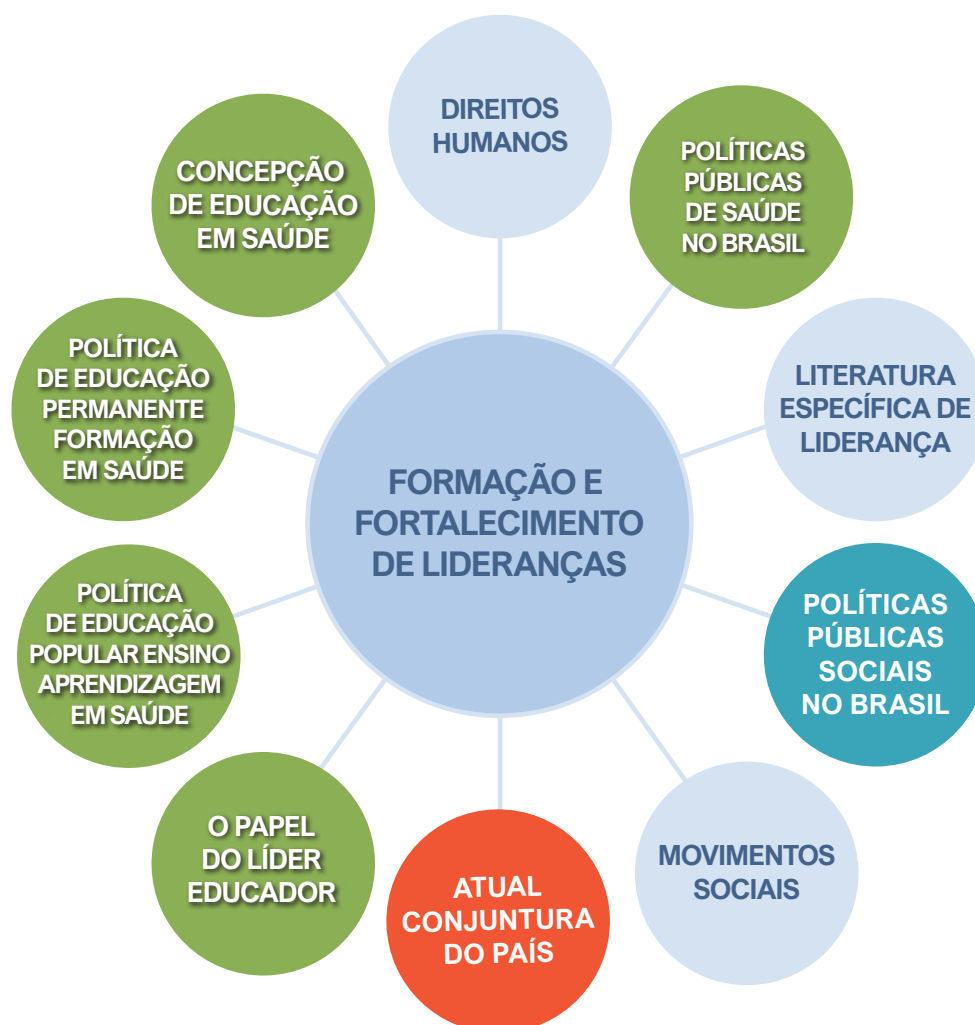 DIREITOS
HUMANOS
POLÍTICAS
PÚBLICAS
DE SAÚDE
NO BRASIL
LITERATURA
ESPECÍFICA DE
LIDERANÇA
POLÍTICAS
PÚBLICAS
SOCIAIS
NO BRASIL
MOVIMENTOS
SOCIAIS
ATUAL
CONJUNTURA
DO PAÍS
O PAPEL
DO LÍDER
EDUCADOR
POLÍTICA
DE EDUCAÇÃO
POPULAR ENSINO
APRENDIZAGEM
EM SAÚDE
POLÍTICA
DE EDUCAÇÃO
PERMANENTE
FORMAÇÃO
EM SAÚDE
CONCEPÇÃO
DE EDUCAÇÃO
EM SAÚDE
FORMAÇÃO E
FORTALECIMENTO
DE LIDERANÇAS